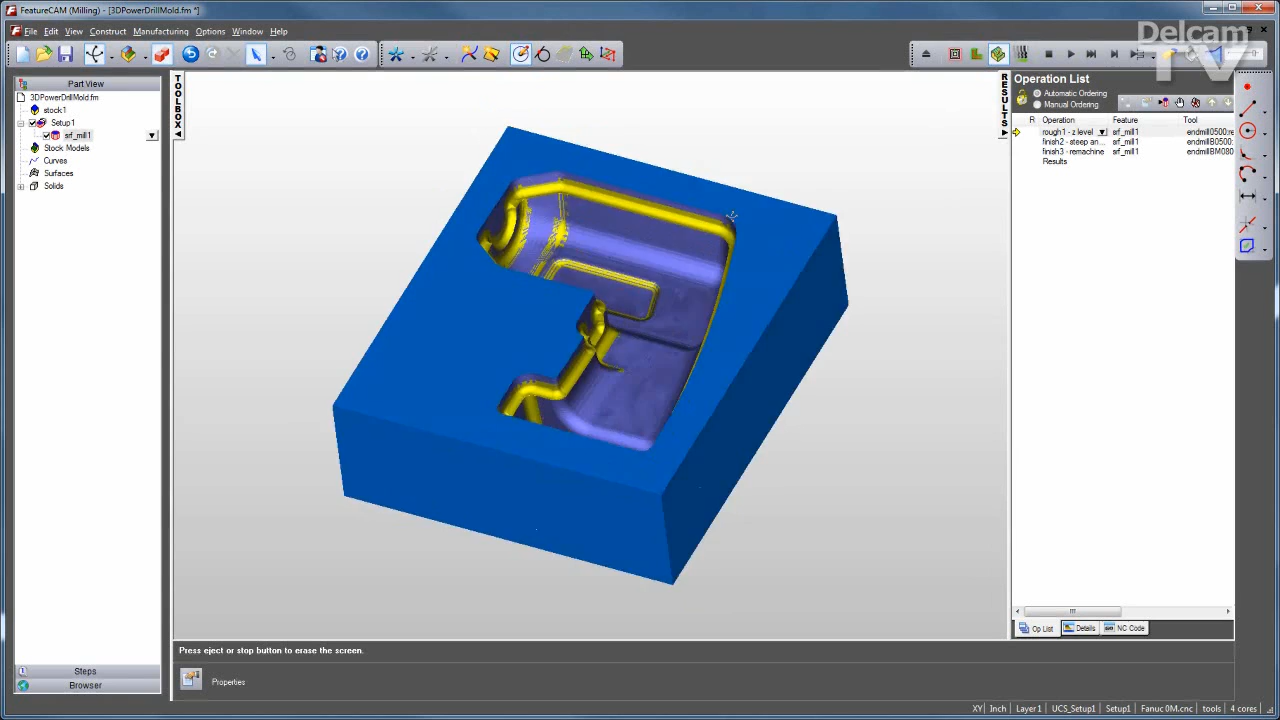 FeatureCAM (Milling) - [3DPowerDrillMold.fm *]
File Edit View Construct Manufacturing Options Window Help
Delcam
TV
Part View
3DPowerDrillMold.fm
stock1
Setup1
srf_mill1
Stock Models
Curves
Surfaces
Solids
Steps
Browser
TOOLBOX
RESULTS
Operation List
Automatic Ordering
Manual Ordering
R Operation Feature Tool
rough1 - z level srf_mill1 endmill0500:re
finish2 - steep an... srf_mill1 endmillB0500:
finish3 - remachine srf_mill1 endmillBM080
Results
Op List Details NC Code
Press eject or stop button to erase the screen.
Properties
XY Inch Layer1 UCS_Setup1 Setup1 Fanuc 0M.cnc tools 4 cores